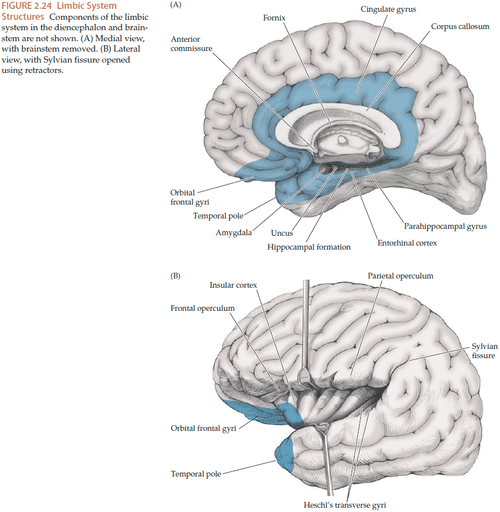 FIGURE 2.24 Limbic System
Structures Components of the limbic
system in the diencephalon and brain-
stem are not shown. (A) Medial view,
with brainstem removed. (B) Lateral
view, with Sylvian fissure opened
using retractors.
(A)
Cingulate gyrus
Fornix
Corpus callosum
Anterior
commissure
Orbital
frontal gyri
Temporal pole
Amygdala
Uncus
Hippocampal formation
Parahippocampal gyrus
Entorhinal cortex
(B)
Parietal operculum
Insular cortex
Frontal operculum
Sylvian
fissure
Orbital frontal gyri
Temporal pole
Heschl's transverse gyri